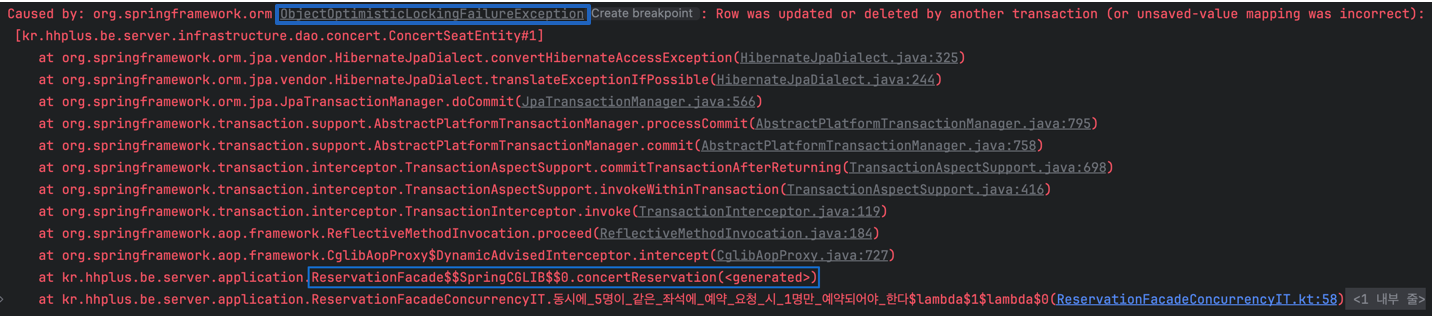 Caused by: org.springframework.orm.ObjectOptimisticLockingFailureException Create breakpoint : Row was updated or deleted by another transaction (or unsaved-value mapping was incorrect):
[kr.hhplus.be.server.infrastructure.dao.concert.ConcertSeatEntity#1]
at org.springframework.orm.jpa.vendor.HibernateJpaDialect.convertHibernateAccessException(HibernateJpaDialect.java:325)
at org.springframework.orm.jpa.vendor.HibernateJpaDialect.translateExceptionIfPossible(HibernateJpaDialect.java:244)
at org.springframework.orm.jpa.JpaTransactionManager.doCommit(JpaTransactionManager.java:566)
at org.springframework.transaction.support.AbstractPlatformTransactionManager.processCommit(AbstractPlatformTransactionManager.java:795)
at org.springframework.transaction.support.AbstractPlatformTransactionManager.commit(AbstractPlatformTransactionManager.java:758)
at org.springframework.transaction.interceptor.TransactionAspectSupport.commitTransactionAfterReturning(TransactionAspectSupport.java:698)
at org.springframework.transaction.interceptor.TransactionAspectSupport.invokeWithinTransaction(TransactionAspectSupport.java:416)
at org.springframework.transaction.interceptor.TransactionInterceptor.invoke(TransactionInterceptor.java:119)
at org.springframework.aop.framework.ReflectiveMethodInvocation.proceed(ReflectiveMethodInvocation.java:184)
at org.springframework.aop.framework.CglibAopProxy$DynamicAdvisedInterceptor.intercept(CglibAopProxy.java:727)
at kr.hhplus.be.server.application.ReservationFacade$$SpringCGLIB$$0.concertReservation(<generated>)
at kr.hhplus.be.server.application.ReservationFacadeConcurrencyIT.동시에_5명이_같은_좌석에_예약_요청_시_1명만_예약되어야_한다$lambda$1$lambda$0(ReservationFacadeConcurrencyIT.kt:58) <1 내부 줄>